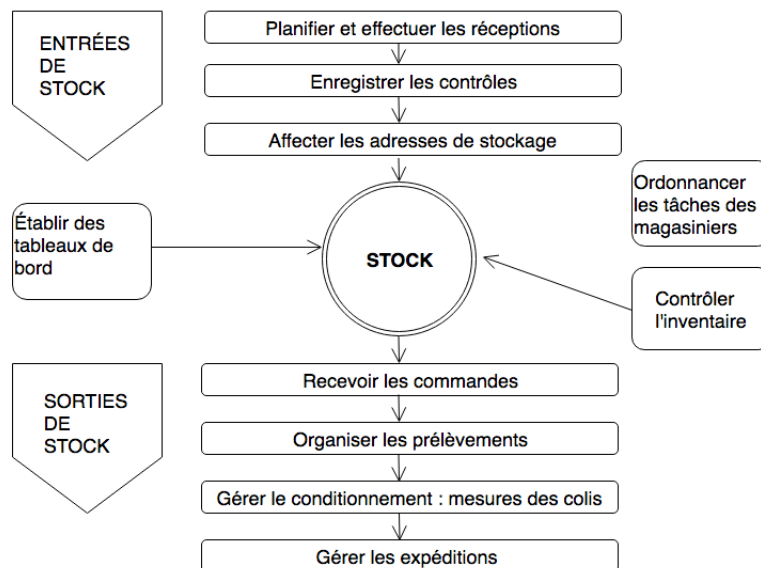 Planifier et effectuer les réceptions
ENTRÉES
DE
STOCK
Enregistrer les contrôles
Affecter les adresses de stockage
Ordonnancer
les tâches des
magasiniers
Établir des
tableaux de
bord
STOCK
Contrôler
l'inventaire
Recevoir les commandes
SORTIES
DE
STOCK
Organiser les prélèvements
Gérer le conditionnement : mesures des colis
Gérer les expéditions